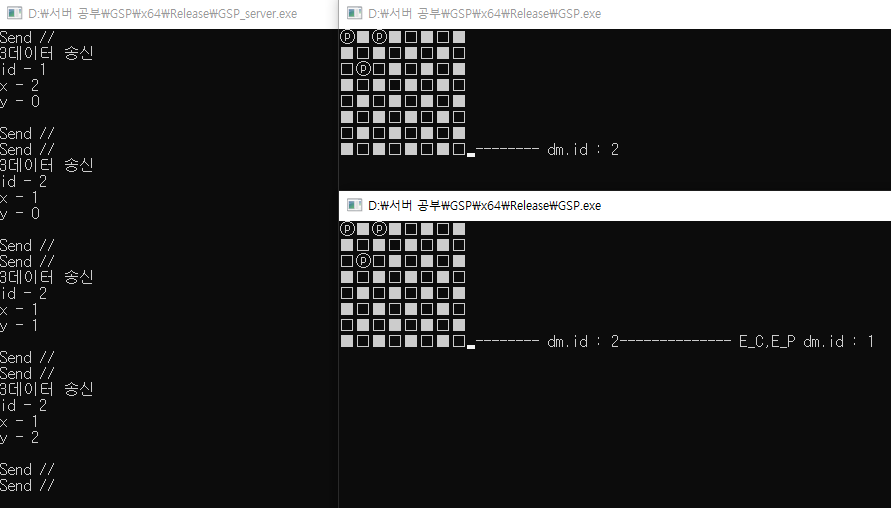 D:₩서버 공부₩GSP₩x64₩Release₩GSP_server.exe
Send //
3데이터 송신
id - 1
x - 2
y - 0
Send //
Send //
3데이터 송신
id - 2
x - 1
y - 0
Send //
Send //
3데이터 송신
id - 2
x - 1
y - 1
Send //
Send //
3데이터 송신
id - 2
x - 1
y - 2
Send //
Send //
D:₩서버 공부₩GSP₩x64₩Release₩GSP.exe
ⓟ■ⓟ■□■□■
■□■□■□■□
□ⓟ□■□■□■
■□■□■□■□
□■□■□■□■
■□■□■□■□
□■□■□■□■
■□■□■□■□-------- dm.id : 2
D:₩서버 공부₩GSP₩x64₩Release₩GSP.exe
ⓟ■ⓟ■□■□■
■□■□■□■□
□ⓟ□■□■□■
■□■□■□■□
□■□■□■□■
■□■□■□■□
□■□■□■□■
■□■□■□■□-------- dm.id : 2-------------- E_C,E_P dm.id : 1